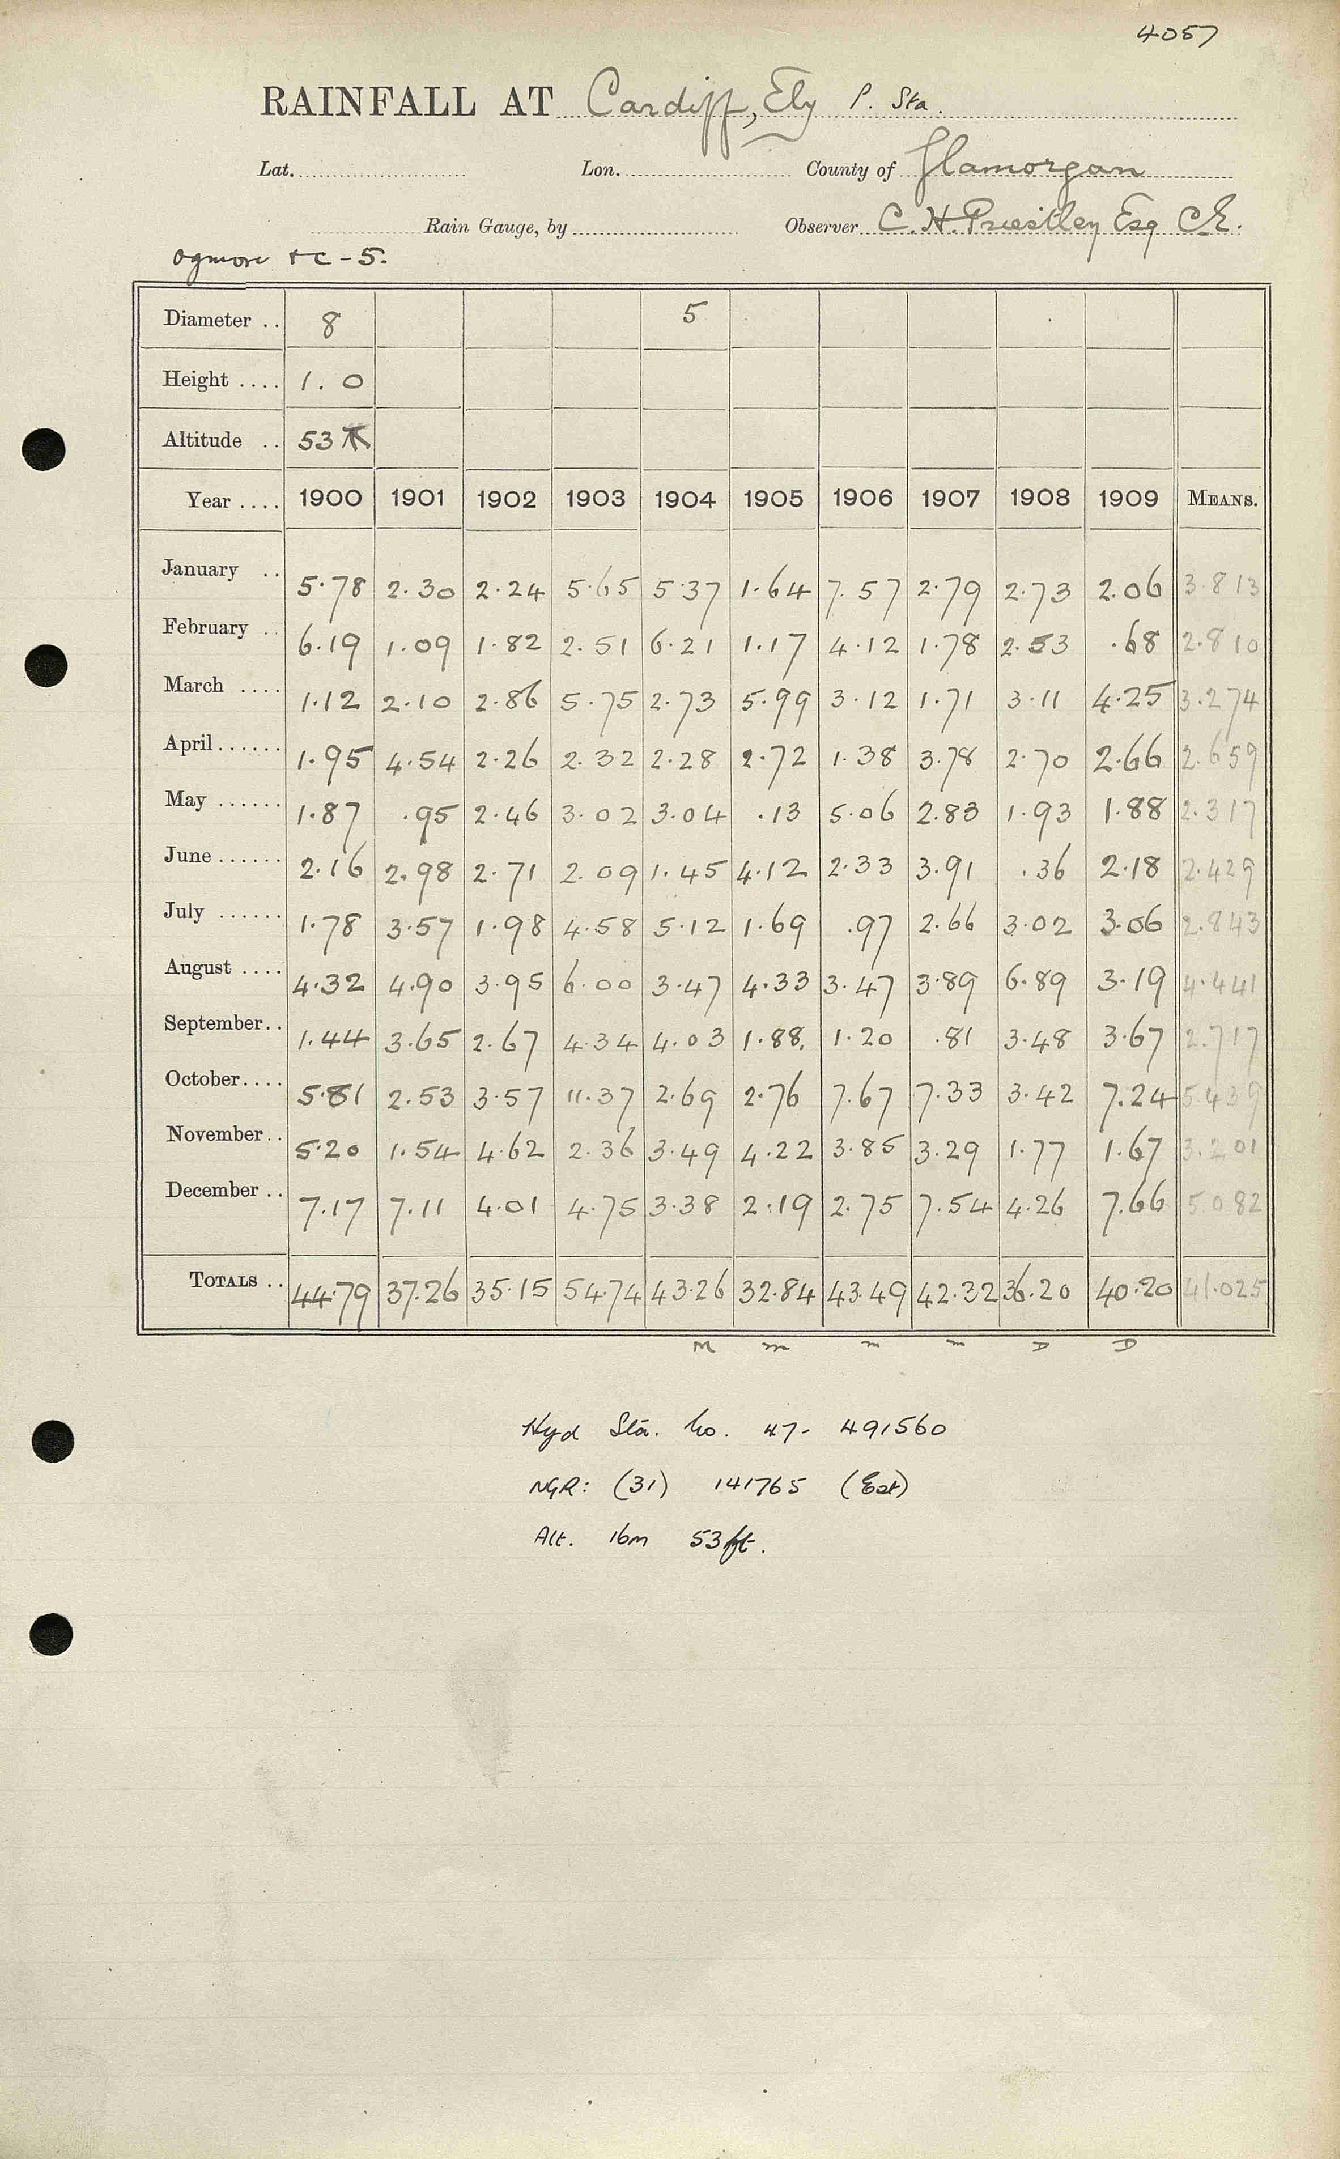 4057
RAINFALL AT Cardiff, Ely P. Sta.
Lat. Lon. County of Glamorgan
Rain Gauge, by Observer C. H. Priestley Esq CE.
Ogmore &c - 5.
Diameter .. 8 5
Height .... 1. 0
Altitude .. 53
Year .... 1900 1901 1902 1903 1904 1905 1906 1907 1908 1909 MEANS.
January .. 5.78 2.30 2.24 5.65 5.37 1.64 7.57 2.79 2.73 2.06 3.813
February .. 6.19 1.09 1.82 2.51 6.21 1.17 4.12 1.78 2.53 .68 2.810
March .... 1.12 2.10 2.86 5.75 2.73 5.99 3.12 1.71 3.11 4.25 3.274
April ...... 1.95 4.54 2.26 2.32 2.28 2.72 1.38 3.78 2.70 2.66 2.659
May ...... 1.87 .95 2.46 3.02 3.04 .13 5.06 2.83 1.93 1.88 2.317
June ...... 2.16 2.98 2.71 2.09 1.45 4.12 2.33 3.91 .36 2.18 2.429
July ...... 1.78 3.57 1.98 4.58 5.12 1.69 .97 2.66 3.02 3.06 2.843
August .... 4.32 4.90 3.95 6.00 3.47 4.33 3.47 3.89 6.89 3.19 4.441
September .. 1.44 3.65 2.67 4.34 4.03 1.88 1.20 .81 3.48 3.67 2.717
October .... 5.81 2.53 3.57 11.37 2.69 2.76 7.67 7.33 3.42 7.24 5.439
November .. 5.20 1.54 4.62 2.36 3.49 4.22 3.85 3.29 1.77 1.67 3.201
December .. 7.17 7.11 4.01 4.75 3.38 2.19 2.75 7.54 4.26 7.66 5.082
TOTALS .. 44.79 37.26 35.15 54.74 43.26 32.84 43.49 42.32 36.20 40.20 41.025
M m m m D D
Hyd Sta. No. 47- 491560
NGR: (31) 141765 (Est)
Alt. 16m 53ft.